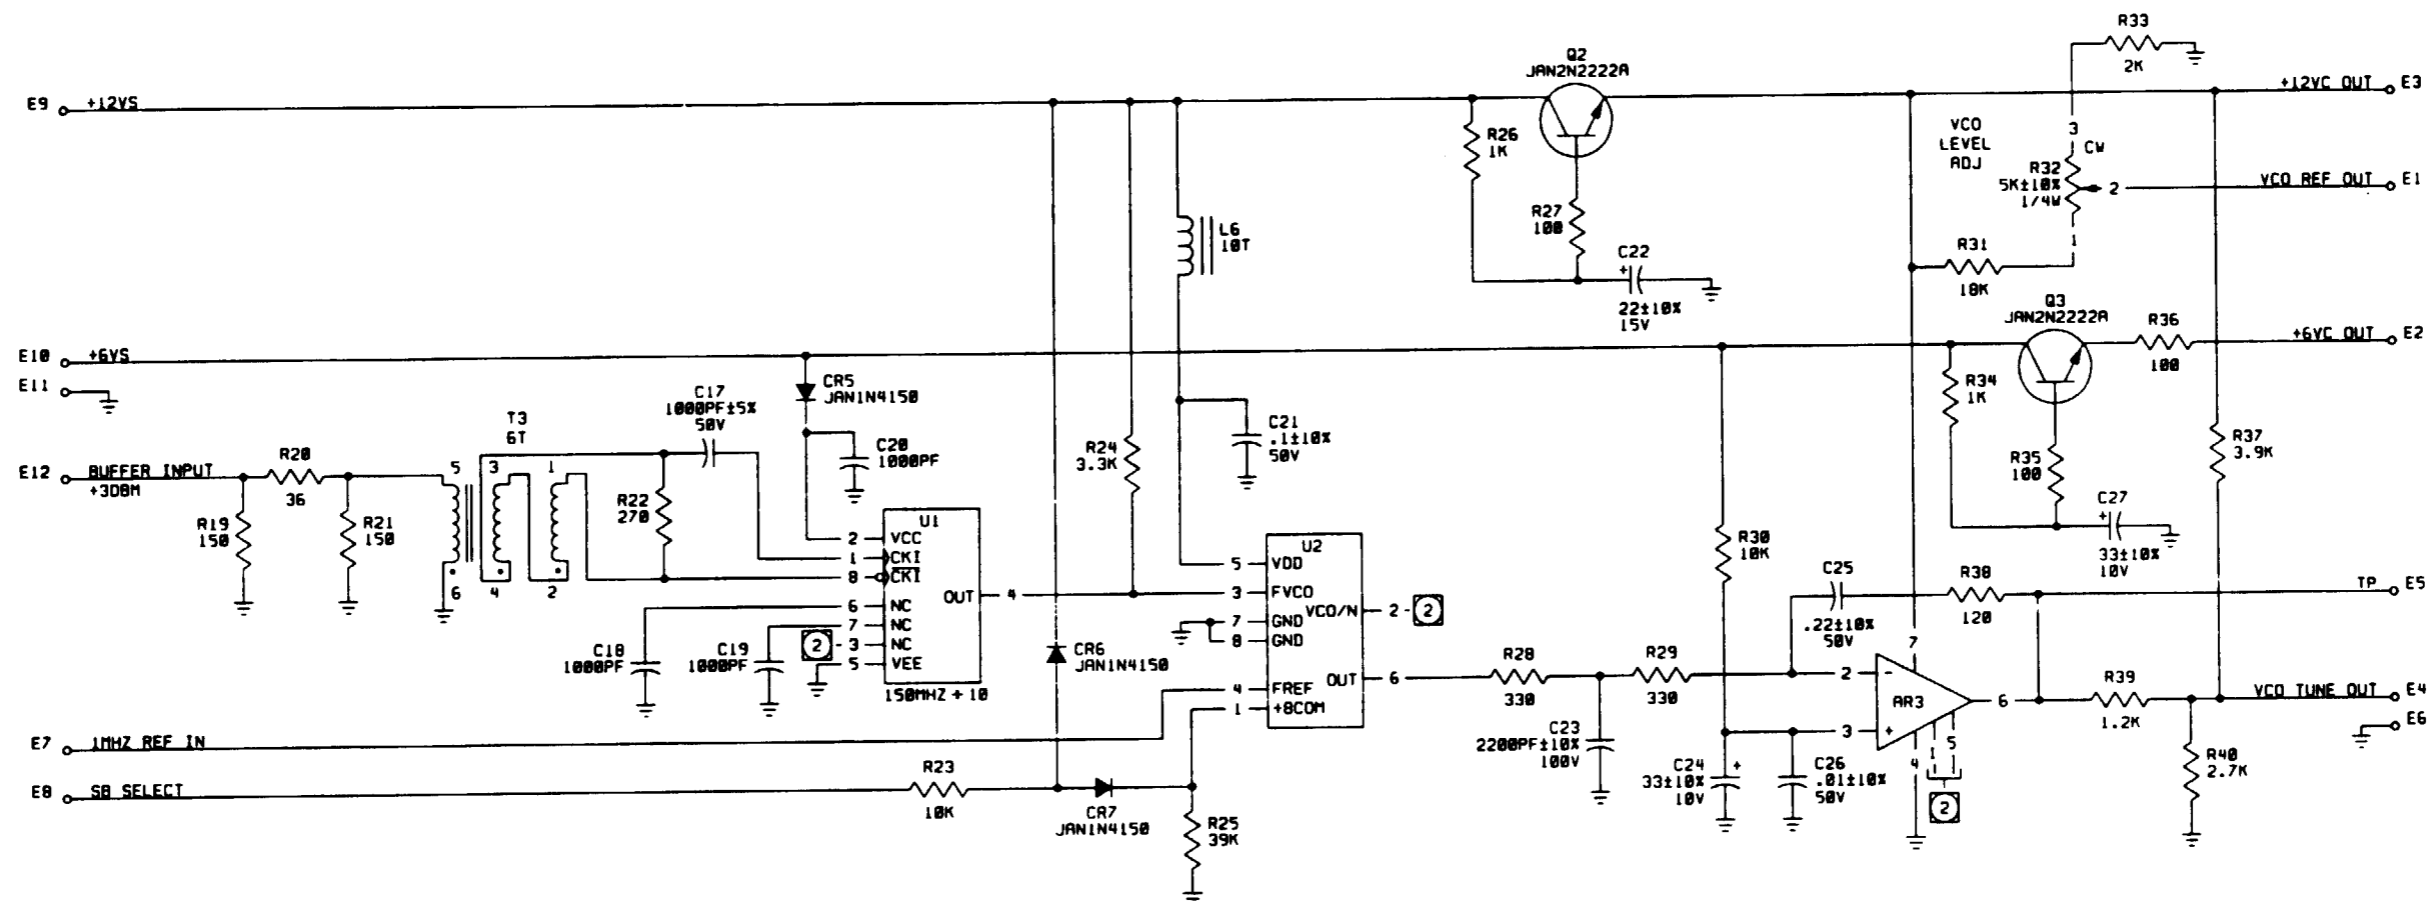 R33
2K
Q2
JAN2N2222A
E9 +12VS
+12VC OUT E3
R26
1K
VCO
LEVEL
ADJ
3
CW
R32
5K±10%
1/4W
2
VCO REF OUT E1
1
R27
100
L6
10T
C22
+
22±10%
15V
R31
18K
Q3
JAN2N2222A
R36
100
E10 +6VS
+6VC OUT E2
E11
CR5
JAN1N4150
C17
1000PF±5%
50V
R34
1K
T3
6T
C20
1000PF
R24
3.3K
C21
.1±10%
50V
R37
3.9K
E12 BUFFER INPUT
+3DBM
R20
36
5 3 1
R35
100
R19
150
R21
150
R22
270
C27
+
33±10%
10V
6 4 2
U1
2 VCC
1 CKI
8 CKI
6 NC
7 NC
2 3 NC
5 VEE
OUT 4
150MHZ ÷ 10
U2
5 VDD
3 FVCO
VCO/N 2 2
7 GND
8 GND
OUT 6
4 FREF
1 +8COM
R30
10K
C25
.22±10%
50V
R38
120
TP E5
C18
1000PF
C19
1000PF
CR6
JAN1N4150
R28
330
R29
330
7
2 -
AR3
6
3 +
1 5
4
2
R39
1.2K
VCO TUNE OUT E4
E6
E7 1MHZ REF IN
C23
2200PF±10%
100V
C24
+
33±10%
10V
C26
.01±10%
50V
R40
2.7K
E8 SB SELECT
R23
10K
CR7
JAN1N4150
R25
39K